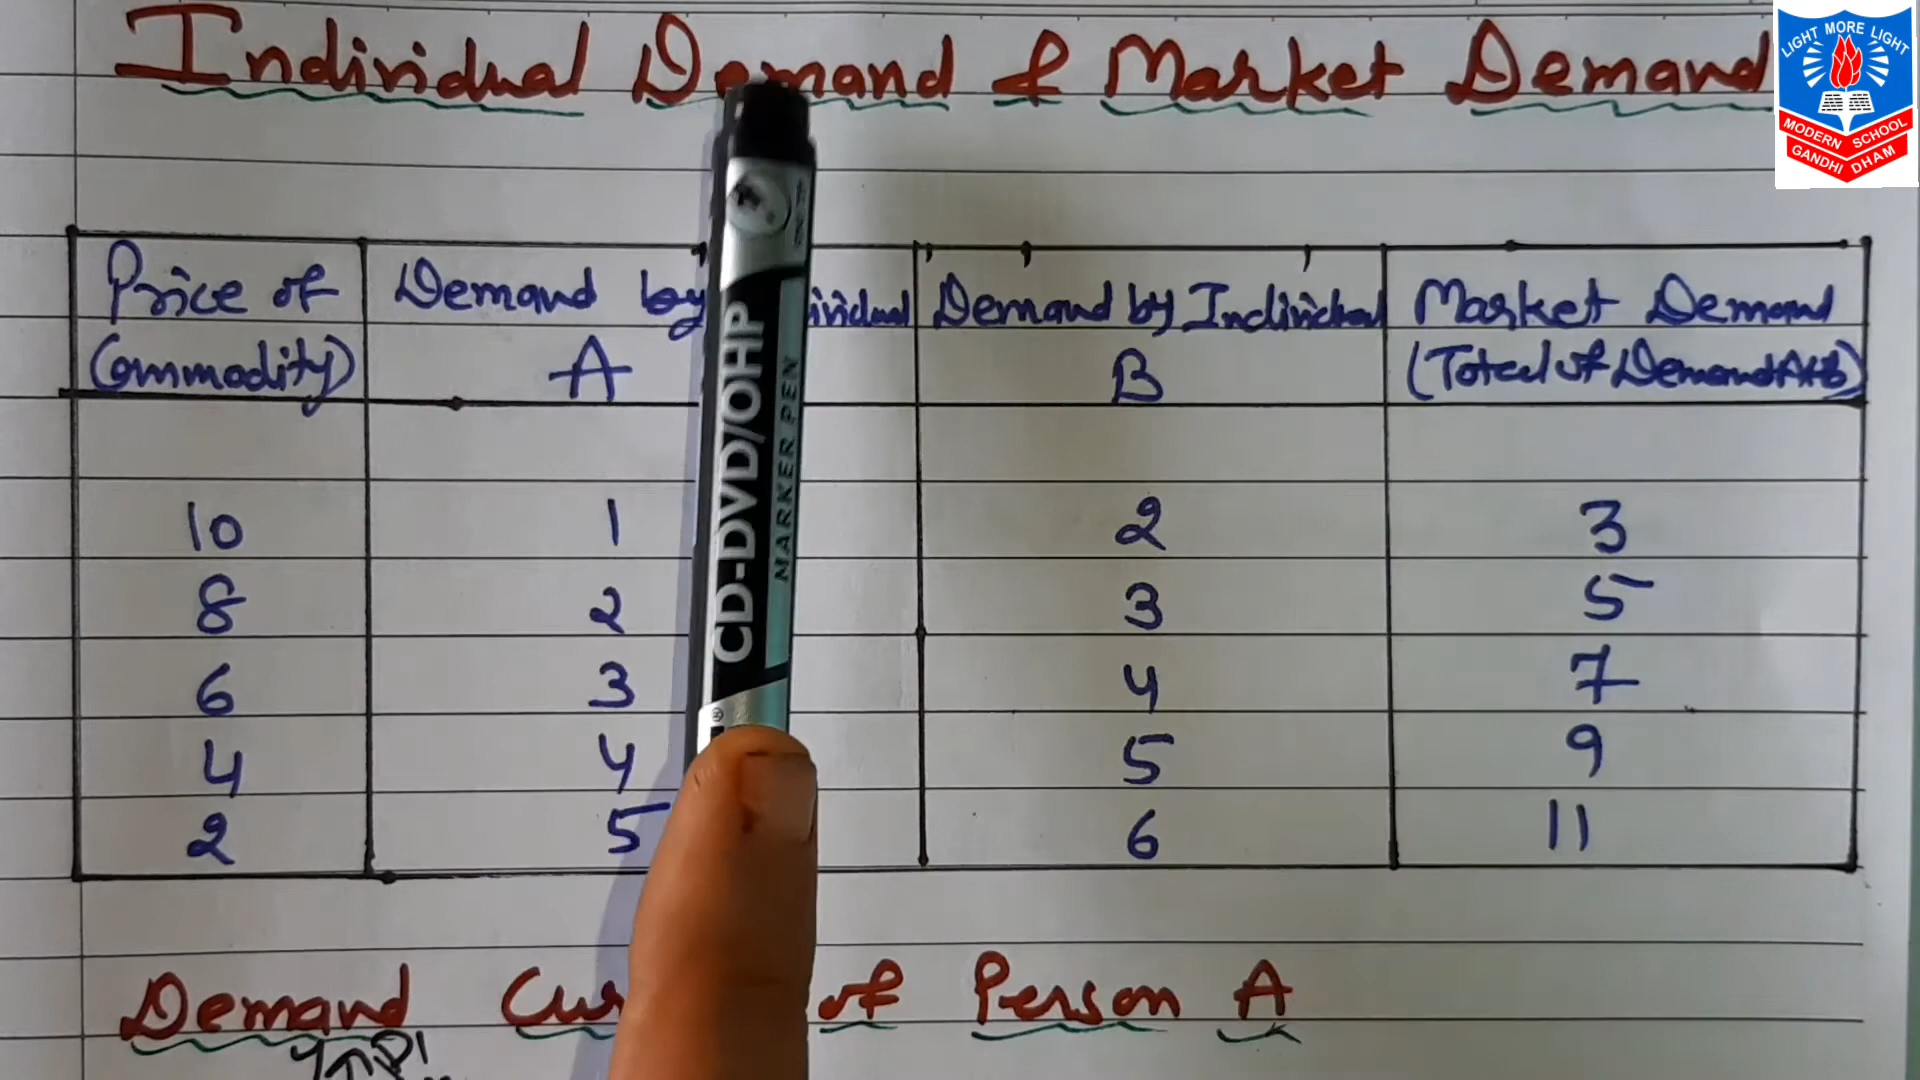 Individual Demand & Market Demand
LIGHT MORE LIGHT
MODERN SCHOOL
GANDHI DHAM
Price of Commodity Demand by Individual A Demand by Individual B Market Demand (Total of Demand A+B)
10 1 2 3
8 2 3 5
6 3 4 7
4 4 5 9
2 5 6 11
CD-DVD/OHP
MARKER PEN
Demand Cur of Person A